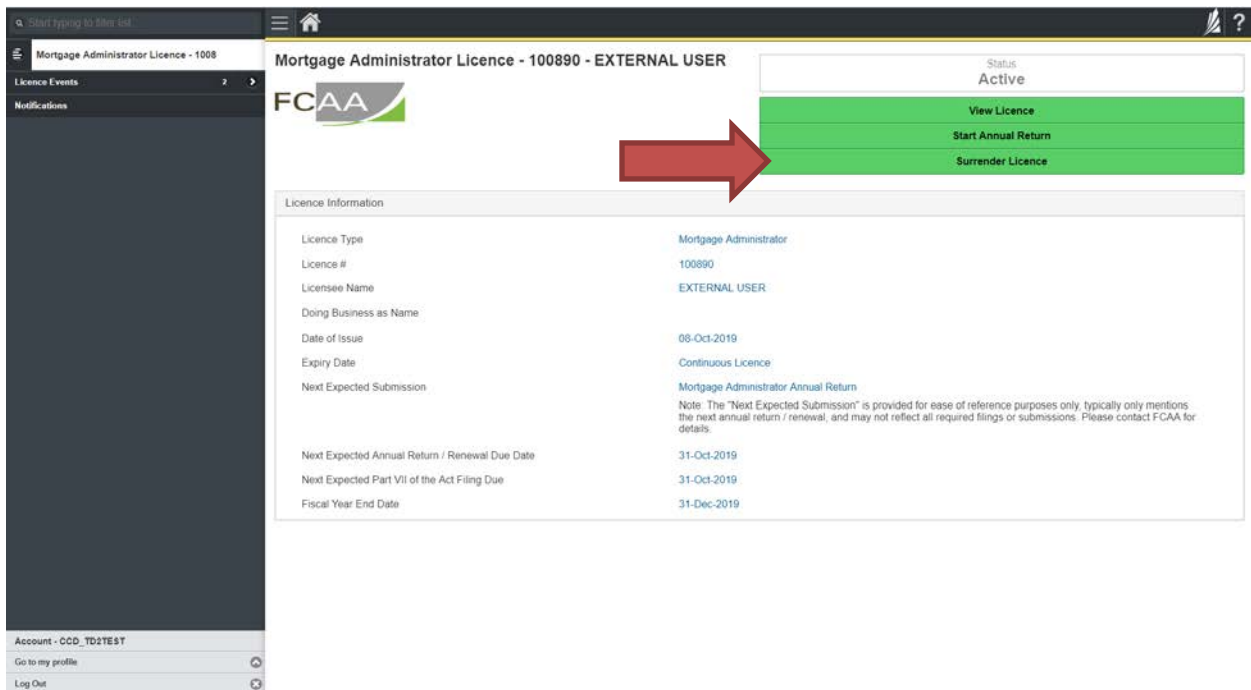 Start typing to filter list...
?
Mortgage Administrator Licence - 1008
Licence Events 2
Notifications
Mortgage Administrator Licence - 100890 - EXTERNAL USER
FCAA
Status
Active
View Licence
Start Annual Return
Surrender Licence
Licence Information
Licence Type Mortgage Administrator
Licence # 100890
Licensee Name EXTERNAL USER
Doing Business as Name
Date of Issue 08-Oct-2019
Expiry Date Continuous Licence
Next Expected Submission Mortgage Administrator Annual Return
Note: The "Next Expected Submission" is provided for ease of reference purposes only, typically only mentions
the next annual return / renewal, and may not reflect all required filings or submissions. Please contact FCAA for
details.
Next Expected Annual Return / Renewal Due Date 31-Oct-2019
Next Expected Part VII of the Act Filing Due 31-Oct-2019
Fiscal Year End Date 31-Dec-2019
Account - CCD_TD2TEST
Go to my profile
Log Out